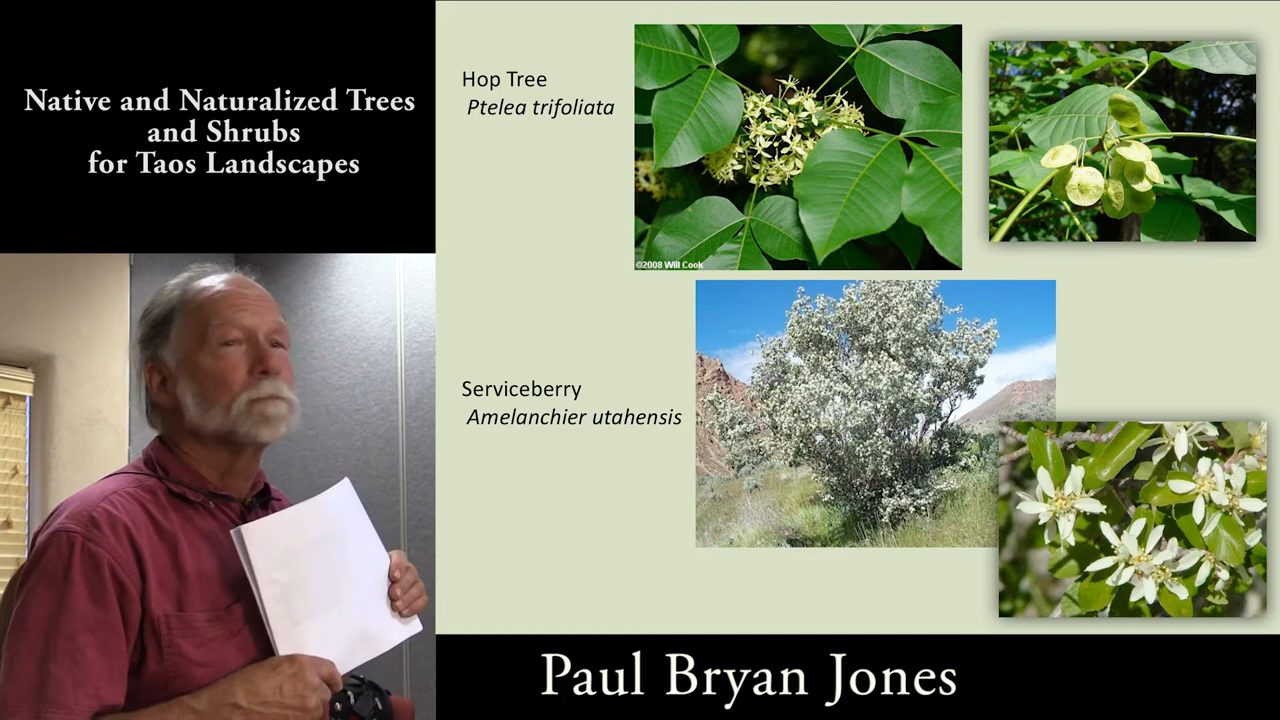 Native and Naturalized Trees
and Shrubs
for Taos Landscapes
Hop Tree
Ptelea trifoliata
©2008 Will Cook
Serviceberry
Amelanchier utahensis
Paul Bryan Jones